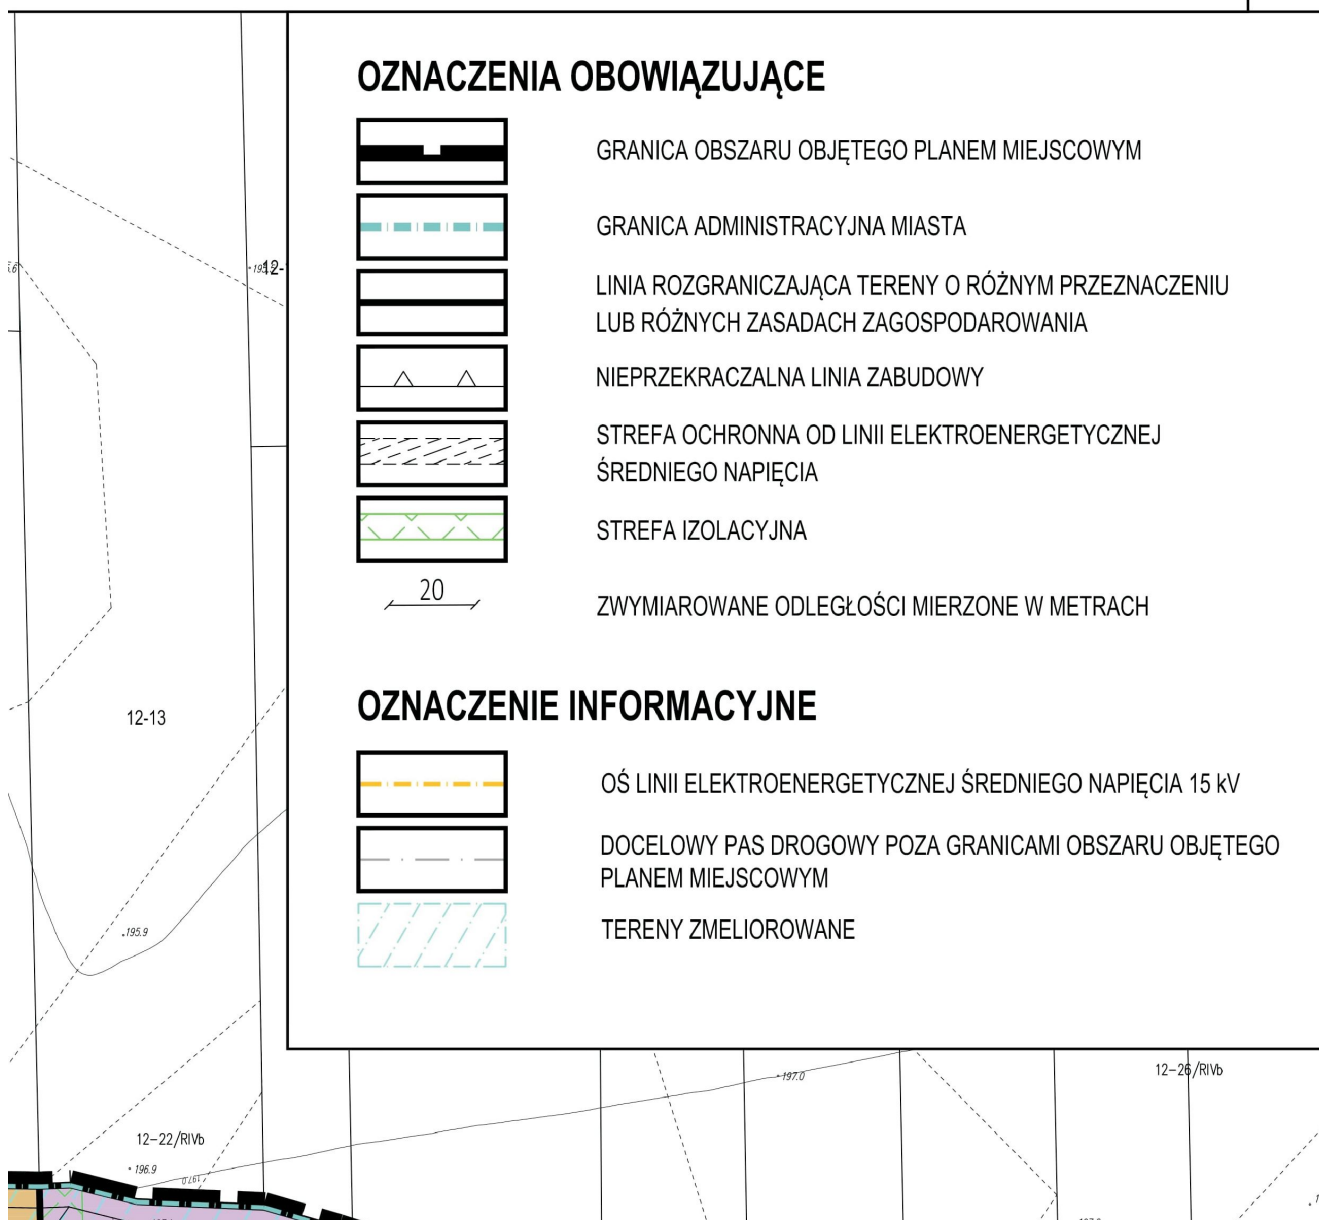 OZNACZENIA OBOWIĄZUJĄCE
GRANICA OBSZARU OBJĘTEGO PLANEM MIEJSCOWYM
GRANICA ADMINISTRACYJNA MIASTA
LINIA ROZGRANICZAJĄCA TERENY O RÓŻNYM PRZEZNACZENIU
LUB RÓŻNYCH ZASADACH ZAGOSPODAROWANIA
NIEPRZEKRACZALNA LINIA ZABUDOWY
STREFA OCHRONNA OD LINII ELEKTROENERGETYCZNEJ
ŚREDNIEGO NAPIĘCIA
STREFA IZOLACYJNA
20
ZWYMIAROWANE ODLEGŁOŚCI MIERZONE W METRACH
OZNACZENIE INFORMACYJNE
OŚ LINII ELEKTROENERGETYCZNEJ ŚREDNIEGO NAPIĘCIA 15 kV
DOCELOWY PAS DROGOWY POZA GRANICAMI OBSZARU OBJĘTEGO
PLANEM MIEJSCOWYM
TERENY ZMELIOROWANE
12-13
195.9
197.0
12-26/RIVb
12-22/RIVb
196.9
197.0